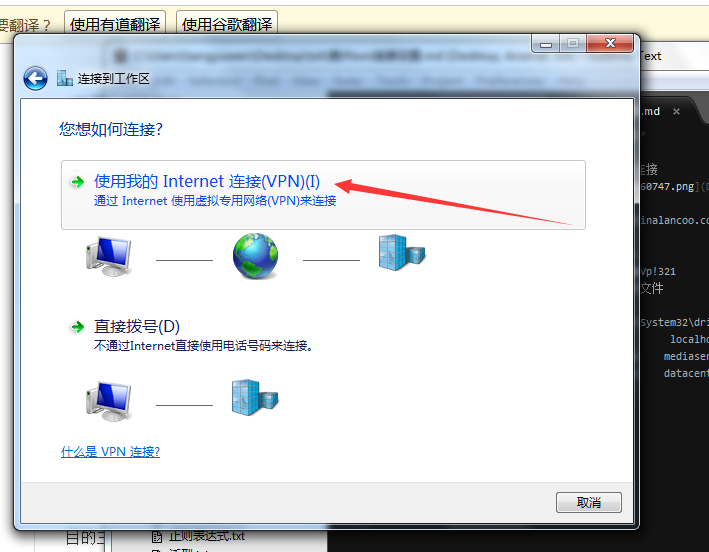 要翻译？ 使用有道翻译 使用谷歌翻译
Text
连接到工作区
.md ×
您想如何连接?
使用我的 Internet 连接(VPN)(I)
通过 Internet 使用虚拟专用网络(VPN)来连接
连接
60747.png](D
inalancoo.co
Vp!321
文件
System32\dri
localho
mediaser
datacent
直接拨号(D)
不通过Internet直接使用电话号码来连接。
什么是 VPN 连接?
取消
目的主
正则表达式.txt